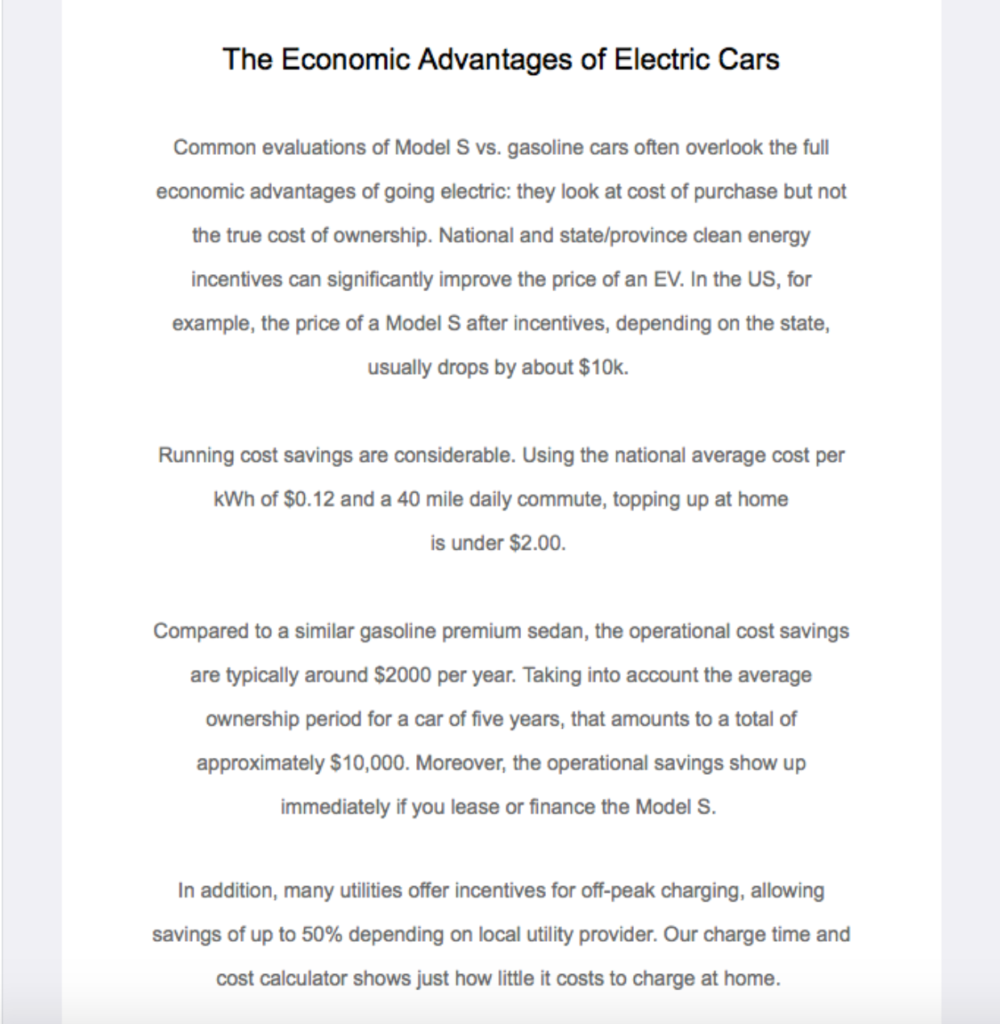 The Economic Advantages of Electric Cars
Common evaluations of Model S vs. gasoline cars often overlook the full
economic advantages of going electric: they look at cost of purchase but not
the true cost of ownership. National and state/province clean energy
incentives can significantly improve the price of an EV. In the US, for
example, the price of a Model S after incentives, depending on the state,
usually drops by about $10k.
Running cost savings are considerable. Using the national average cost per
kWh of $0.12 and a 40 mile daily commute, topping up at home
is under $2.00.
Compared to a similar gasoline premium sedan, the operational cost savings
are typically around $2000 per year. Taking into account the average
ownership period for a car of five years, that amounts to a total of
approximately $10,000. Moreover, the operational savings show up
immediately if you lease or finance the Model S.
In addition, many utilities offer incentives for off-peak charging, allowing
savings of up to 50% depending on local utility provider. Our charge time and
cost calculator shows just how little it costs to charge at home.